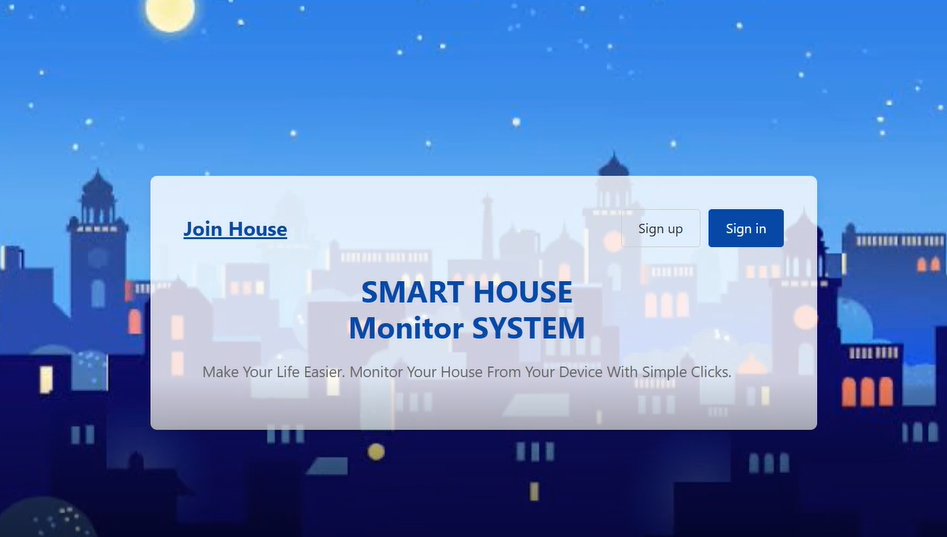 Join House
Sign up
Sign in
SMART HOUSE
Monitor SYSTEM
Make Your Life Easier. Monitor Your House From Your Device With Simple Clicks.